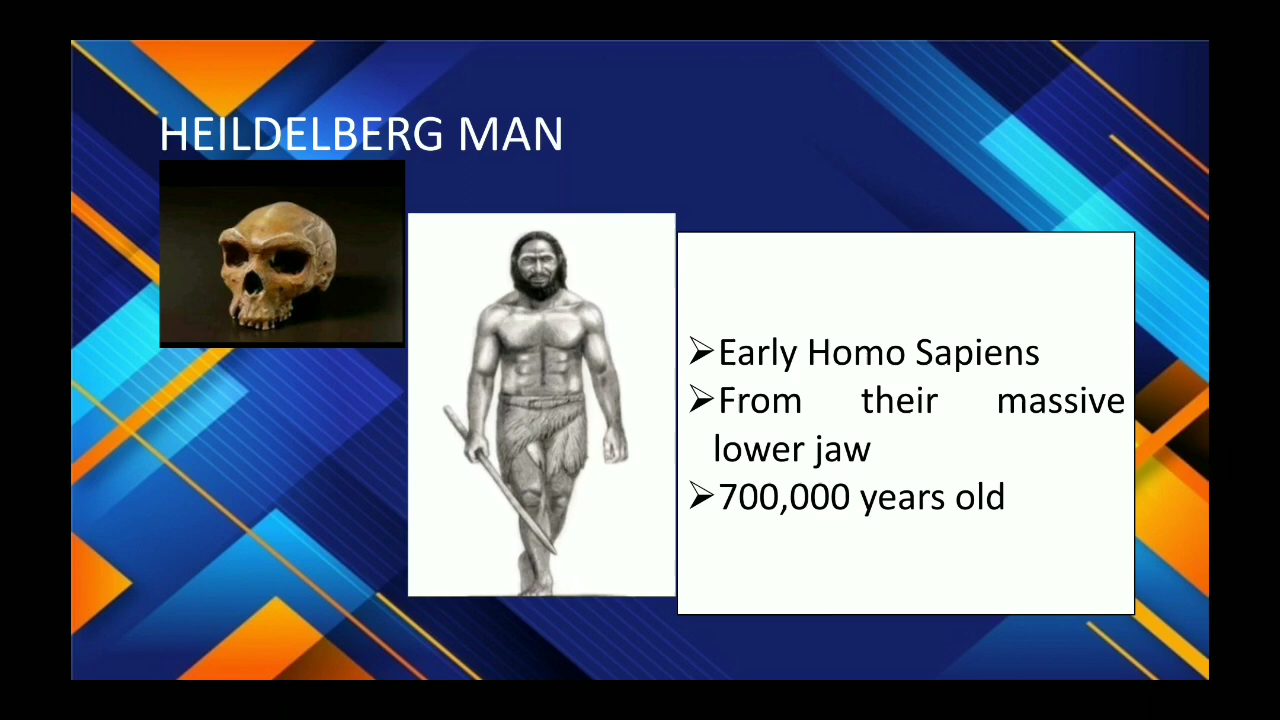 HEILDELBERG MAN
➢Early Homo Sapiens
➢From their massive
lower jaw
➢700,000 years old